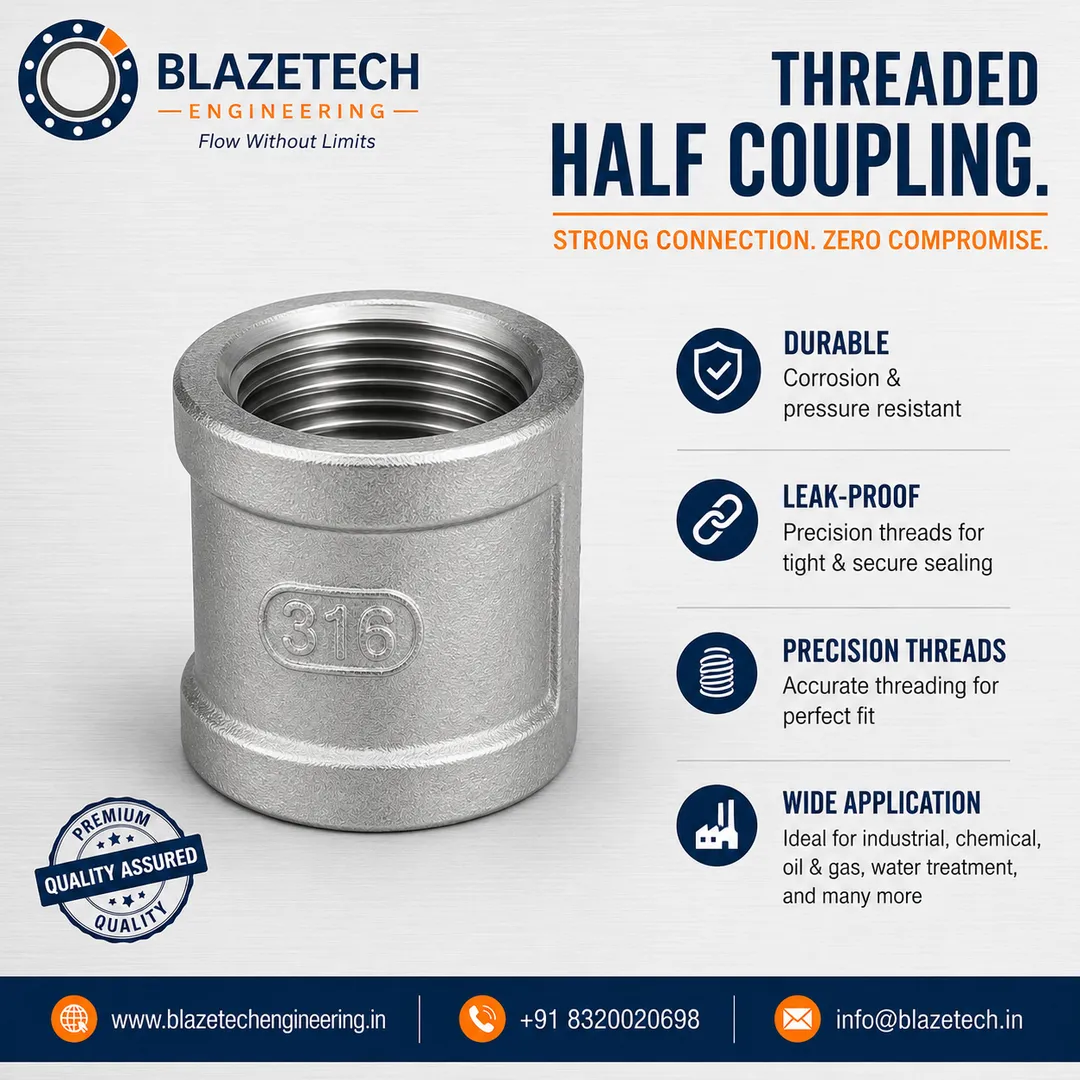 BLAZETECH
ENGINEERING
Flow Without Limits
THREADED
HALF COUPLING.
STRONG CONNECTION. ZERO COMPROMISE.
DURABLE
Corrosion &
pressure resistant
LEAK-PROOF
Precision threads for
tight & secure sealing
316
PRECISION THREADS
Accurate threading for
perfect fit
WIDE APPLICATION
Ideal for industrial, chemical,
oil & gas, water treatment,
and many more
PREMIUM
QUALITY ASSURED
QUALITY
www.blazetechengineering.in
+91 8320020698
info@blazetech.in